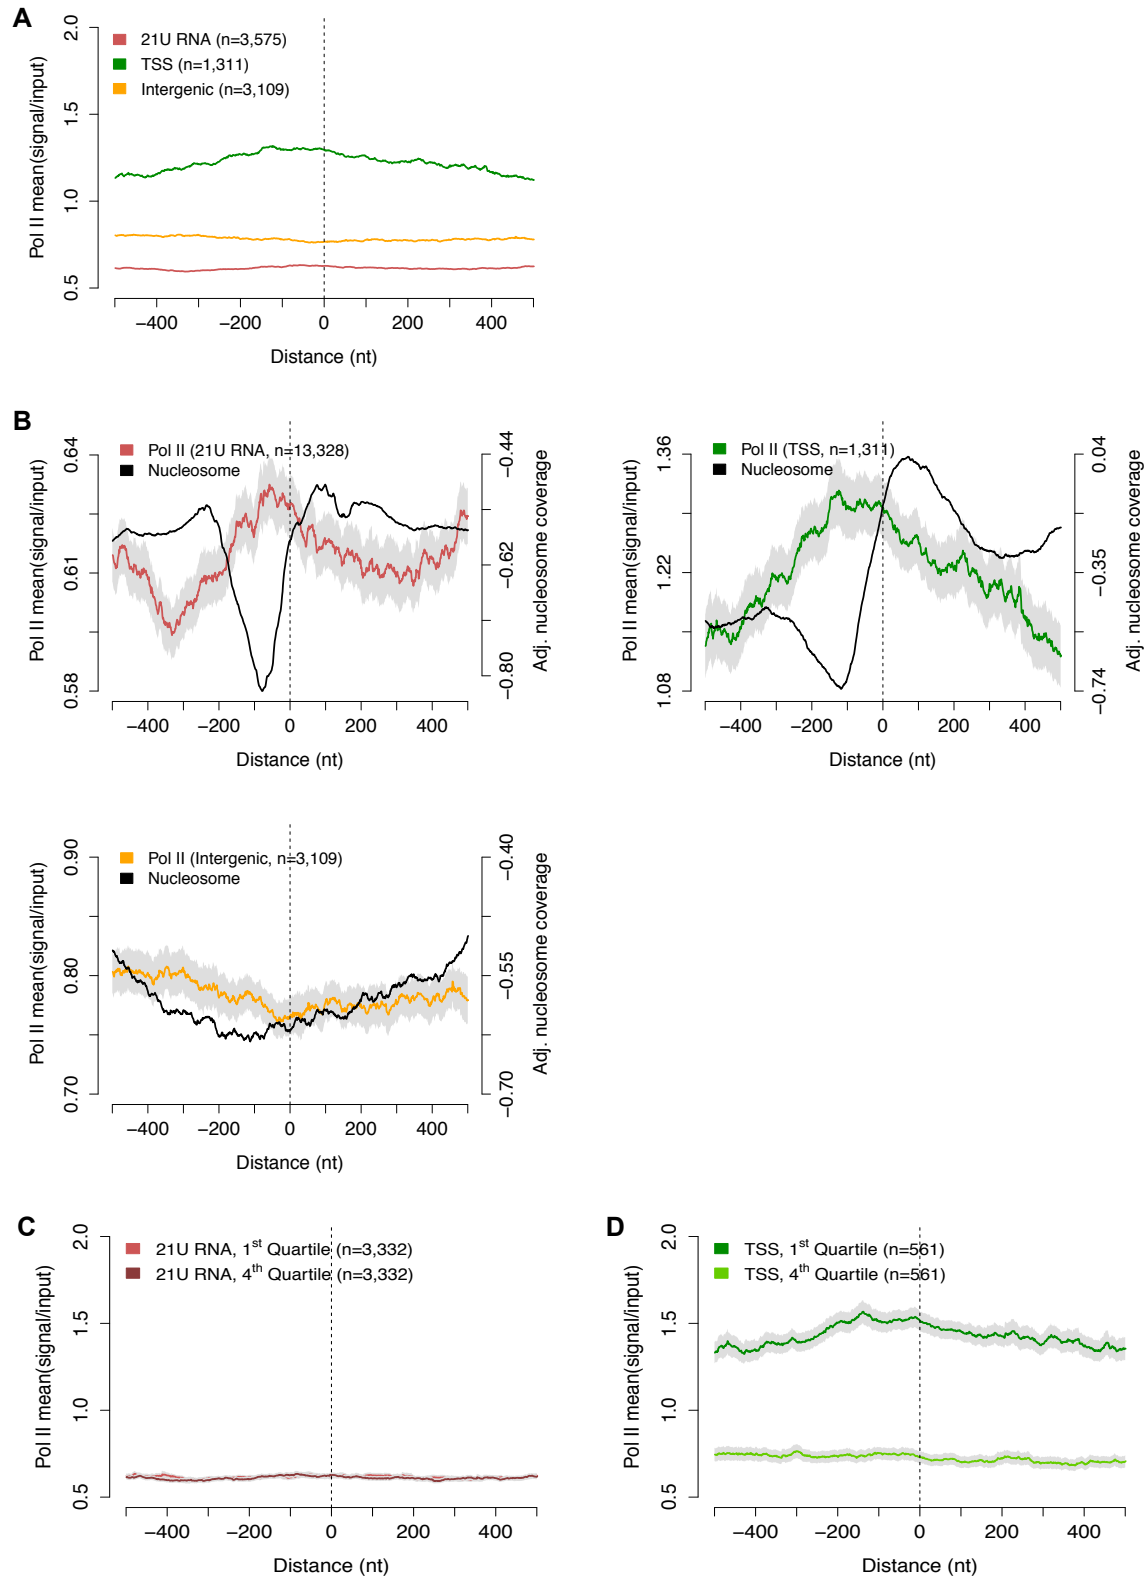 A
21U RNA (n=3,575)
TSS (n=1,311)
Intergenic (n=3,109)
Pol II mean(signal/input)
0.5 1.0 1.5 2.0
−400 −200 0 200 400
Distance (nt)
B
Pol II (21U RNA, n=13,328)
Nucleosome
Pol II mean(signal/input)
0.58 0.61 0.64
−0.80 −0.62 −0.44
Adj. nucleosome coverage
−400 −200 0 200 400
Distance (nt)
Pol II (TSS, n=1,311)
Nucleosome
Pol II mean(signal/input)
1.08 1.22 1.36
−0.74 −0.35 0.04
Adj. nucleosome coverage
−400 −200 0 200 400
Distance (nt)
Pol II (Intergenic, n=3,109)
Nucleosome
Pol II mean(signal/input)
0.70 0.80 0.90
−0.70 −0.55 −0.40
Adj. nucleosome coverage
−400 −200 0 200 400
Distance (nt)
C
21U RNA, 1st Quartile (n=3,332)
21U RNA, 4th Quartile (n=3,332)
Pol II mean(signal/input)
0.5 1.0 1.5 2.0
−400 −200 0 200 400
Distance (nt)
D
TSS, 1st Quartile (n=561)
TSS, 4th Quartile (n=561)
Pol II mean(signal/input)
0.5 1.0 1.5 2.0
−400 −200 0 200 400
Distance (nt)